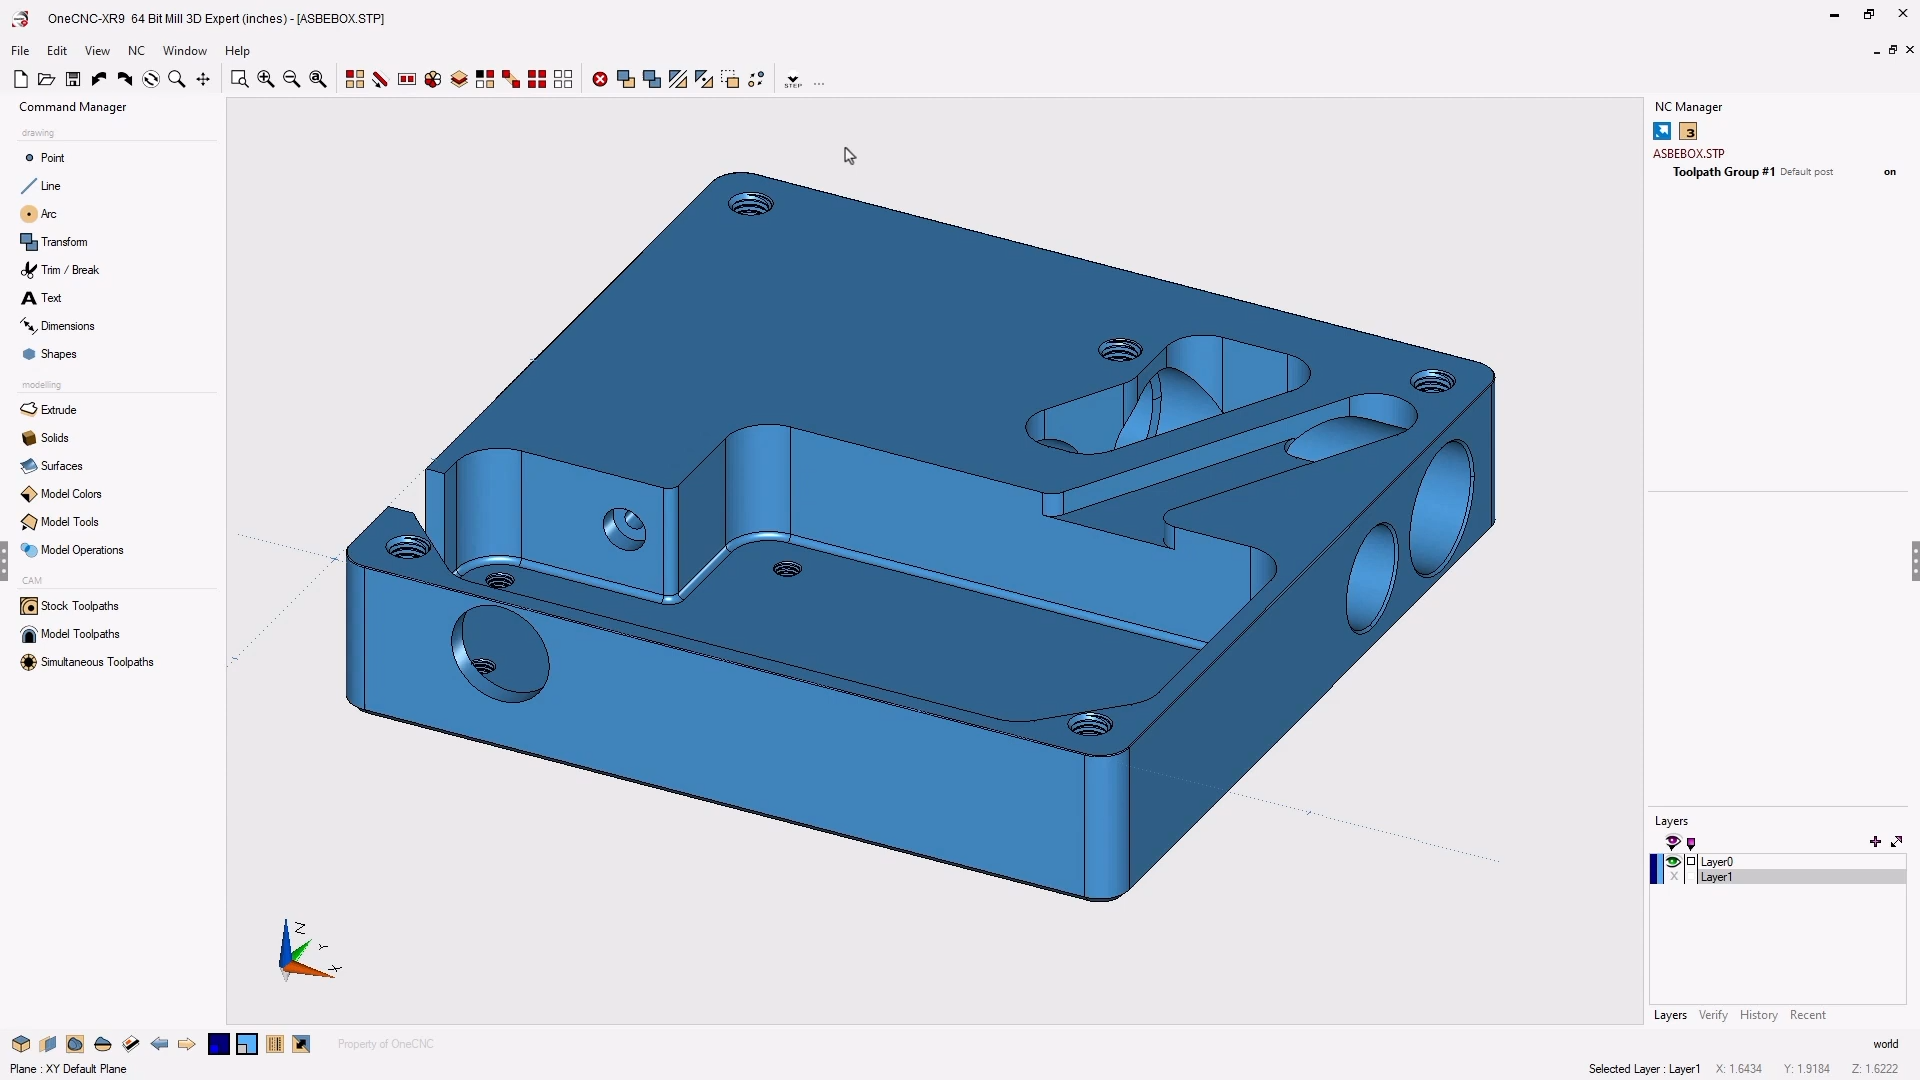 OneCNC-XR9 64 Bit Mill 3D Expert (inches) - [ASBEBOX.STP]
File Edit View NC Window Help
STEP ...
Command Manager
drawing
Point
Line
Arc
Transform
Trim / Break
Text
Dimensions
Shapes
modelling
Extrude
Solids
Surfaces
Model Colors
Model Tools
Model Operations
CAM
Stock Toolpaths
Model Toolpaths
Simultaneous Toolpaths
Z
Y
X
NC Manager
3
ASBEBOX.STP
Toolpath Group #1 Default post on
Layers
Layer0
X Layer1
Layers Verify History Recent
Property of OneCNC
world
Plane : XY Default Plane
Selected Layer : Layer1 X: 1.6434 Y: 1.9184 Z: 1.6222